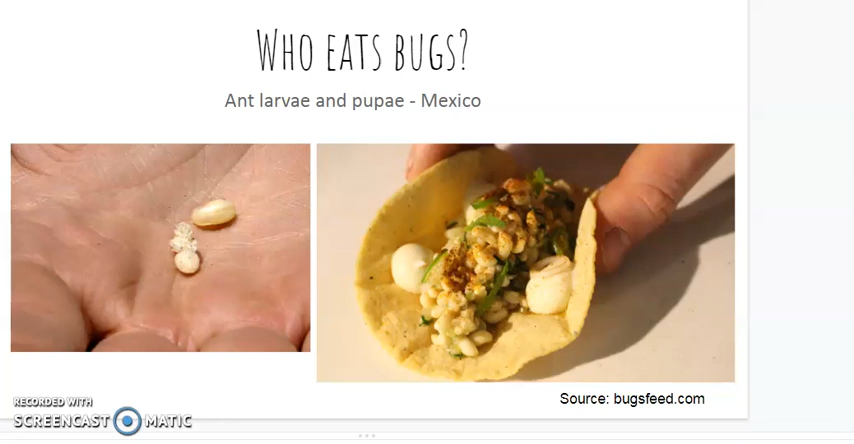 WHO EATS BUGS?
Ant larvae and pupae - Mexico
Source: bugsfeed.com
RECORDED WITH
SCREENCAST MATIC